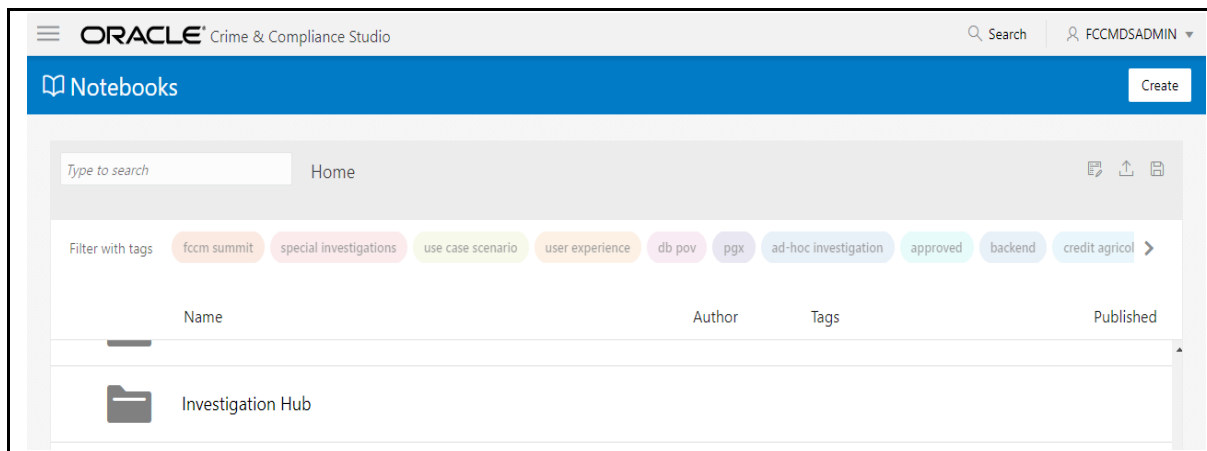 ORACLE® Crime & Compliance Studio Search FCCMDSADMIN
Notebooks Create
Type to search Home
Filter with tags fccm summit special investigations use case scenario user experience db pov pgx ad-hoc investigation approved backend credit agricol
Name Author Tags Published
Investigation Hub